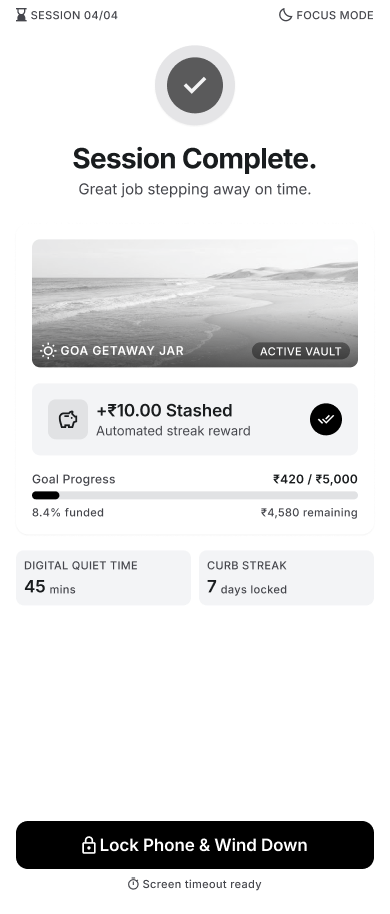 SESSION 04/04
FOCUS MODE
Session Complete.
Great job stepping away on time.
GOA GETAWAY JAR
ACTIVE VAULT
+₹10.00 Stashed
Automated streak reward
Goal Progress
₹420 / ₹5,000
8.4% funded
₹4,580 remaining
DIGITAL QUIET TIME
45 mins
CURB STREAK
7 days locked
Lock Phone & Wind Down
Screen timeout ready